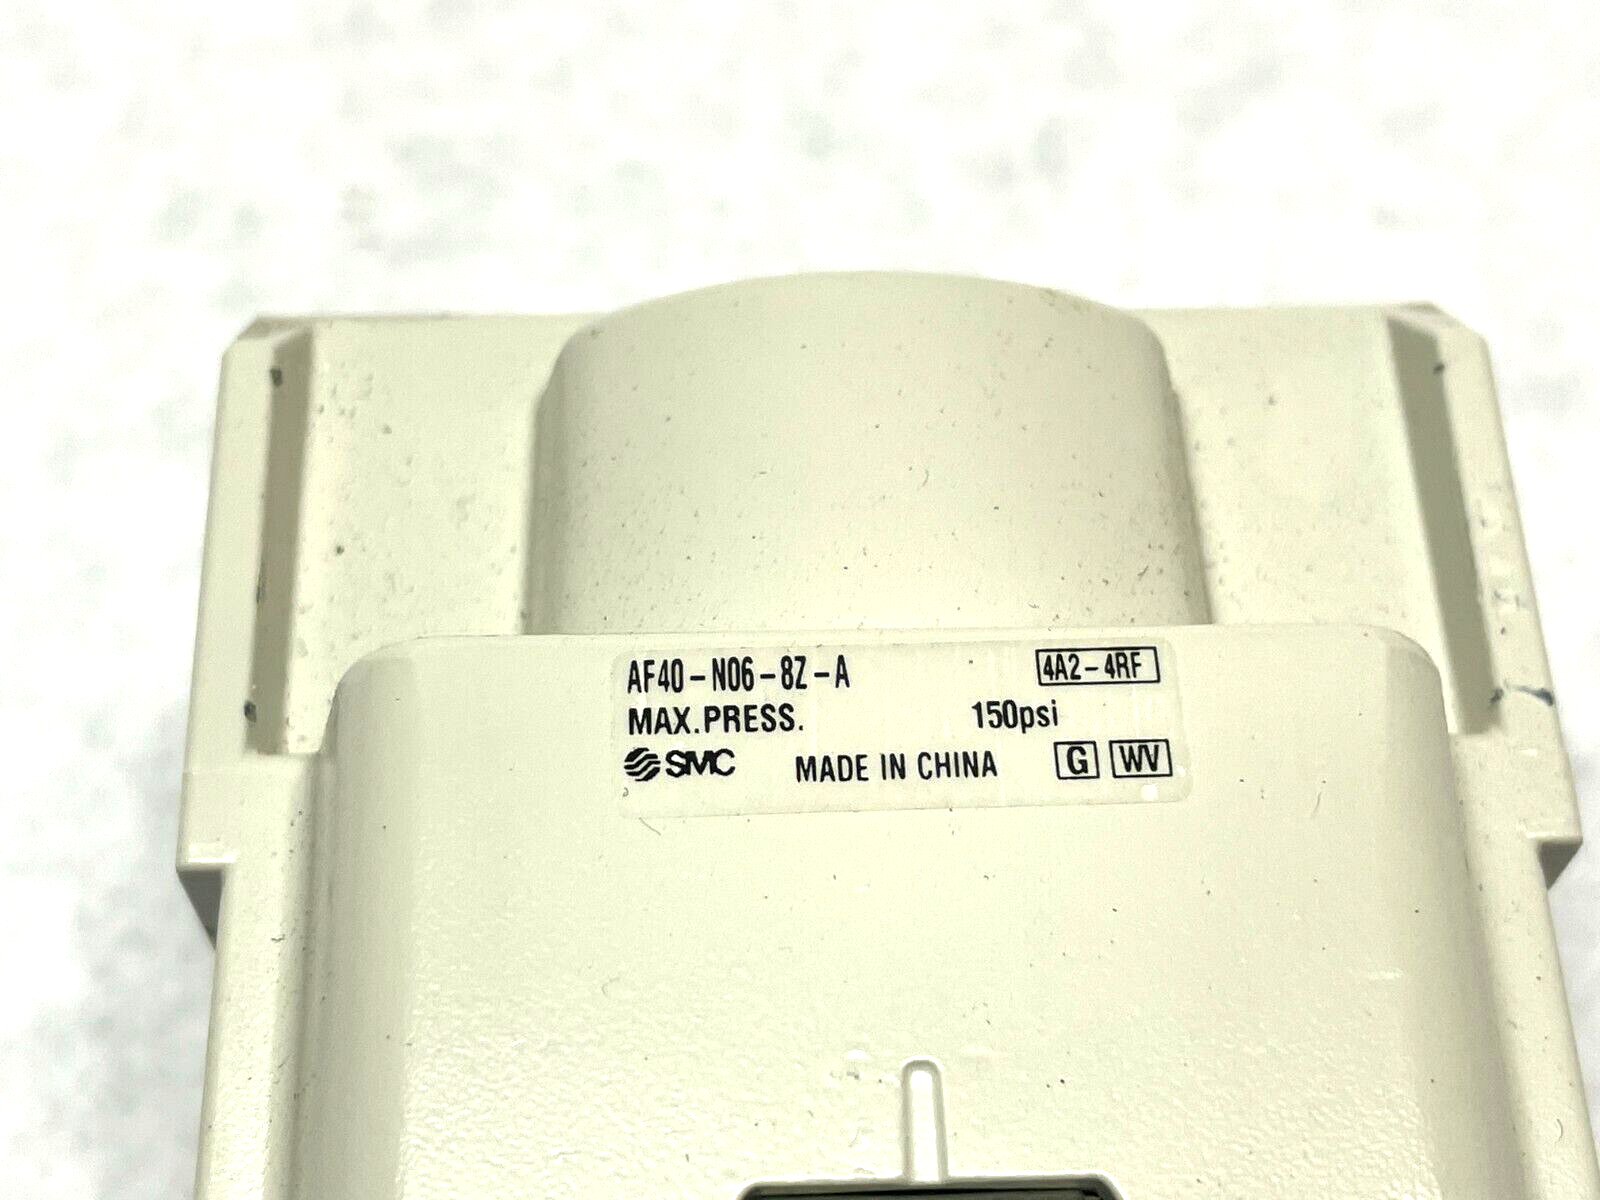 AF40-N06-8Z-A 4A2-4RF
MAX.PRESS. 150psi
SMC MADE IN CHINA G WV